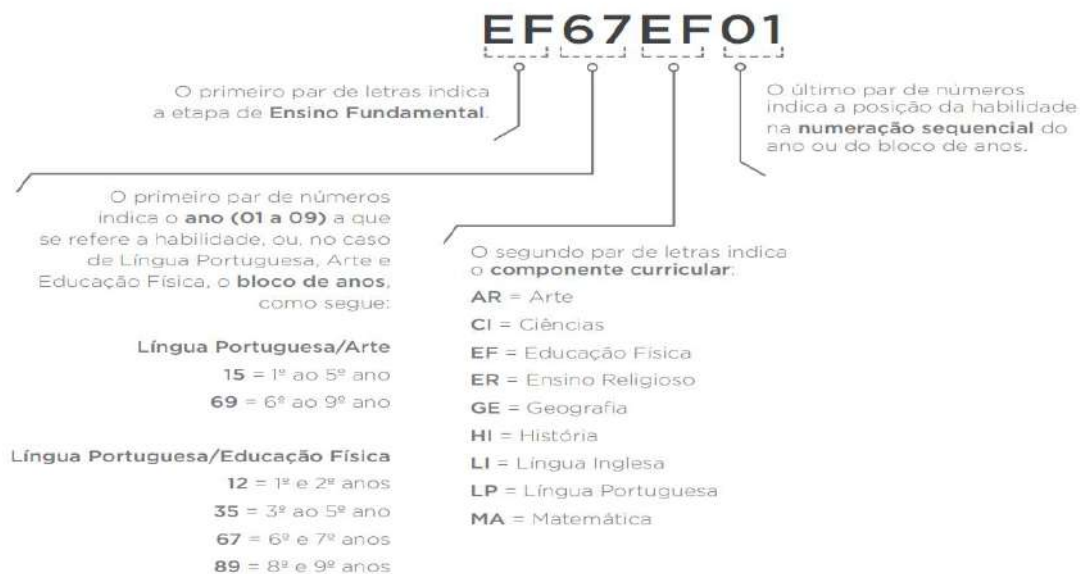 EF67EF01
O primeiro par de letras indica
a etapa de Ensino Fundamental.
O último par de números
indica a posição da habilidade
na numeração sequencial do
ano ou do bloco de anos.
O primeiro par de números
indica o ano (01 a 09) a que
se refere a habilidade, ou, no caso
de Língua Portuguesa, Arte e
Educação Física, o bloco de anos,
como segue:
Língua Portuguesa/Arte
15 = 1º ao 5º ano
69 = 6º ao 9º ano
Língua Portuguesa/Educação Física
12 = 1º e 2º anos
35 = 3º ao 5º ano
67 = 6º e 7º anos
89 = 8º e 9º anos
O segundo par de letras indica
o componente curricular:
AR = Arte
CI = Ciências
EF = Educação Física
ER = Ensino Religioso
GE = Geografia
HI = História
LI = Língua Inglesa
LP = Língua Portuguesa
MA = Matemática